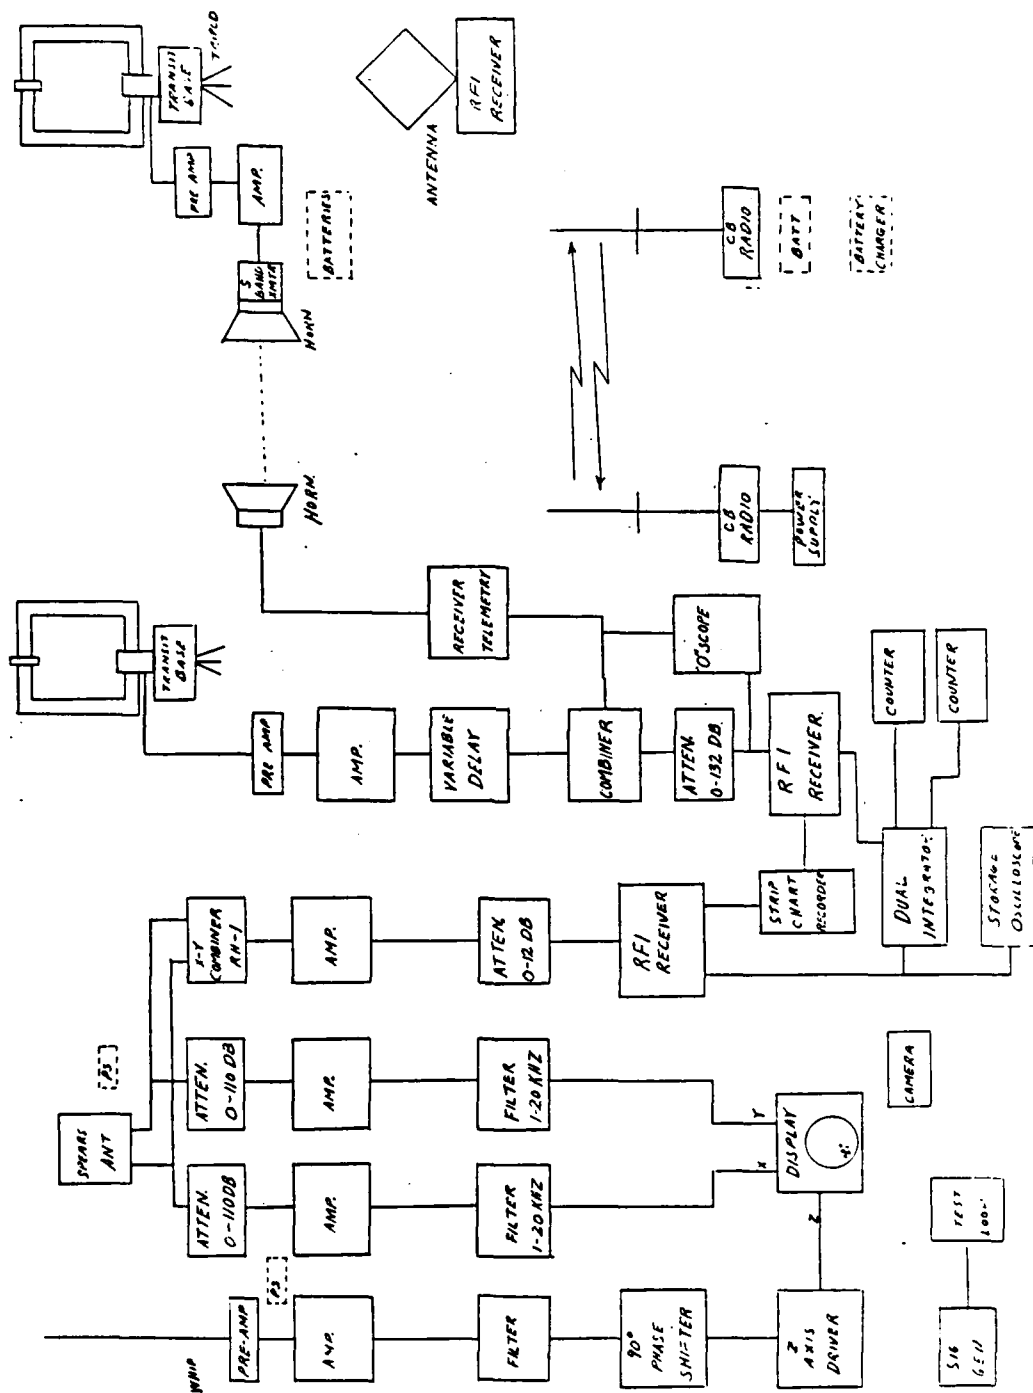 WHIP
PRE-AMP
PS
AMP.
FILTER
90°
PHASE
SHIFTER
Z
AXIS
DRIVER
Z
SIG
GEN
TEST
SPEARS
ANT
PS
ATTEN.
0-110DB
AMP.
FILTER
1-20 KHZ
X
ATTEN.
0-110 DB
AMP.
FILTER
1-20 KHZ
Y
DISPLAY
CAMERA
X-Y
COMBINER
RH-1
AMP.
ATTEN.
0-12 DB
RFI
RECEIVER
STRIP
CHART
RECORDER
DUAL
INTEGRATOR
STORAGE
OSCILLOSCOPE
TRANSIT
BASE
PRE AMP
AMP.
VARIABLE
DELAY
COMBINER
ATTEN.
0-132 DB
RFI
RECEIVER.
COUNTER
COUNTER
HORN.
RECEIVER
TELEMETRY
"O"SCOPE
CB
RADIO
POWER
SUPPLY
TRANSIT
BASE
TRIPOD
PRE AMP
AMP.
S
BAND
XMTR
HORN
BATTERIES
ANTENNA
RFI
RECEIVER
CB
RADIO
BATT
BATTERY
CHARGER